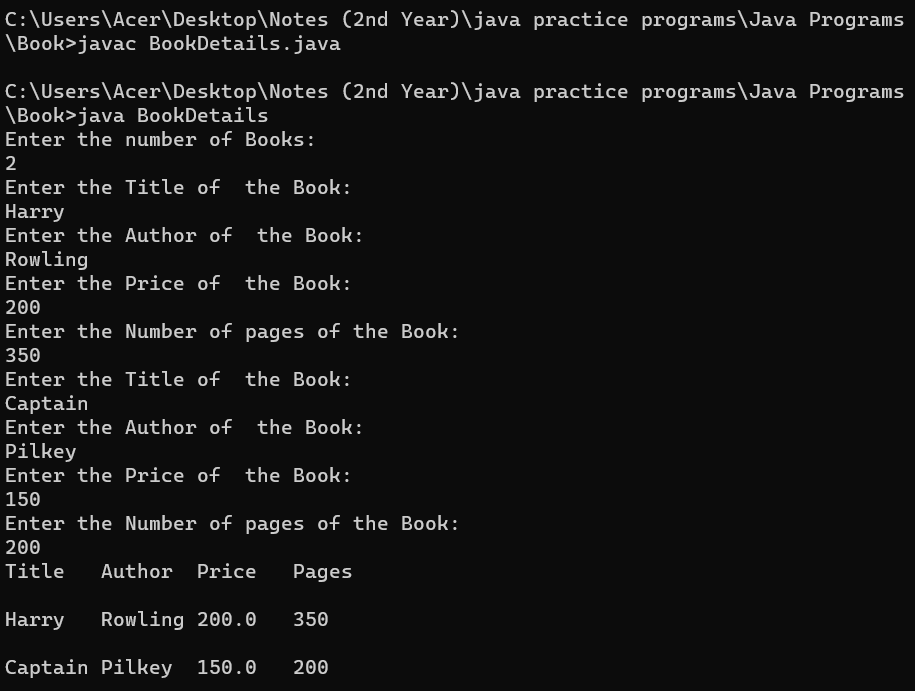 C:\Users\Acer\Desktop\Notes (2nd Year)\java practice programs\Java Programs
\Book>javac BookDetails.java
C:\Users\Acer\Desktop\Notes (2nd Year)\java practice programs\Java Programs
\Book>java BookDetails
Enter the number of Books:
2
Enter the Title of  the Book:
Harry
Enter the Author of  the Book:
Rowling
Enter the Price of  the Book:
200
Enter the Number of pages of the Book:
350
Enter the Title of  the Book:
Captain
Enter the Author of  the Book:
Pilkey
Enter the Price of  the Book:
150
Enter the Number of pages of the Book:
200
Title   Author  Price   Pages
Harry   Rowling 200.0   350
Captain Pilkey  150.0   200